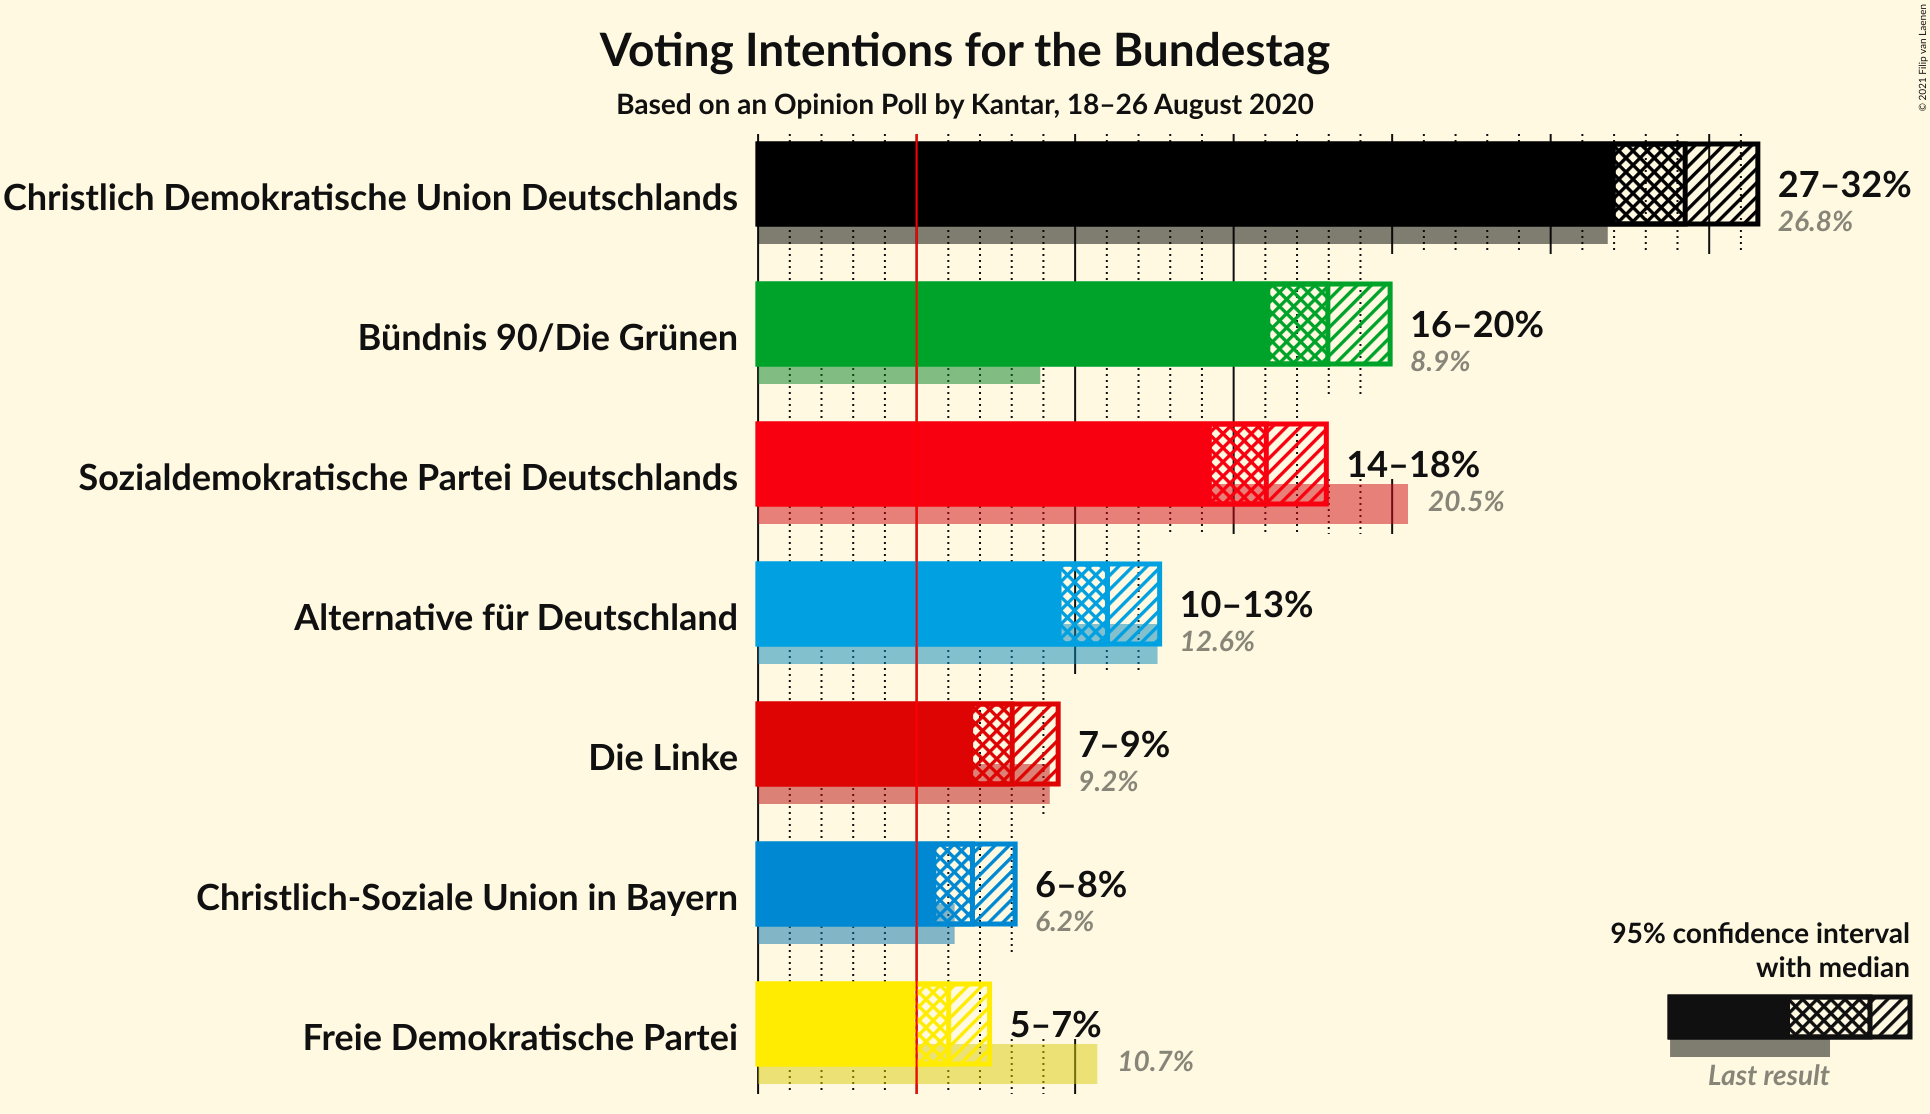 Voting Intentions for the Bundestag
Based on an Opinion Poll by Kantar, 18–26 August 2020
© 2021 Filip van Laenen
Christlich Demokratische Union Deutschlands
27–32%
26.8%
Bündnis 90/Die Grünen
16–20%
8.9%
Sozialdemokratische Partei Deutschlands
14–18%
20.5%
Alternative für Deutschland
10–13%
12.6%
Die Linke
7–9%
9.2%
Christlich-Soziale Union in Bayern
6–8%
6.2%
Freie Demokratische Partei
5–7%
10.7%
95% confidence interval
with median
Last result